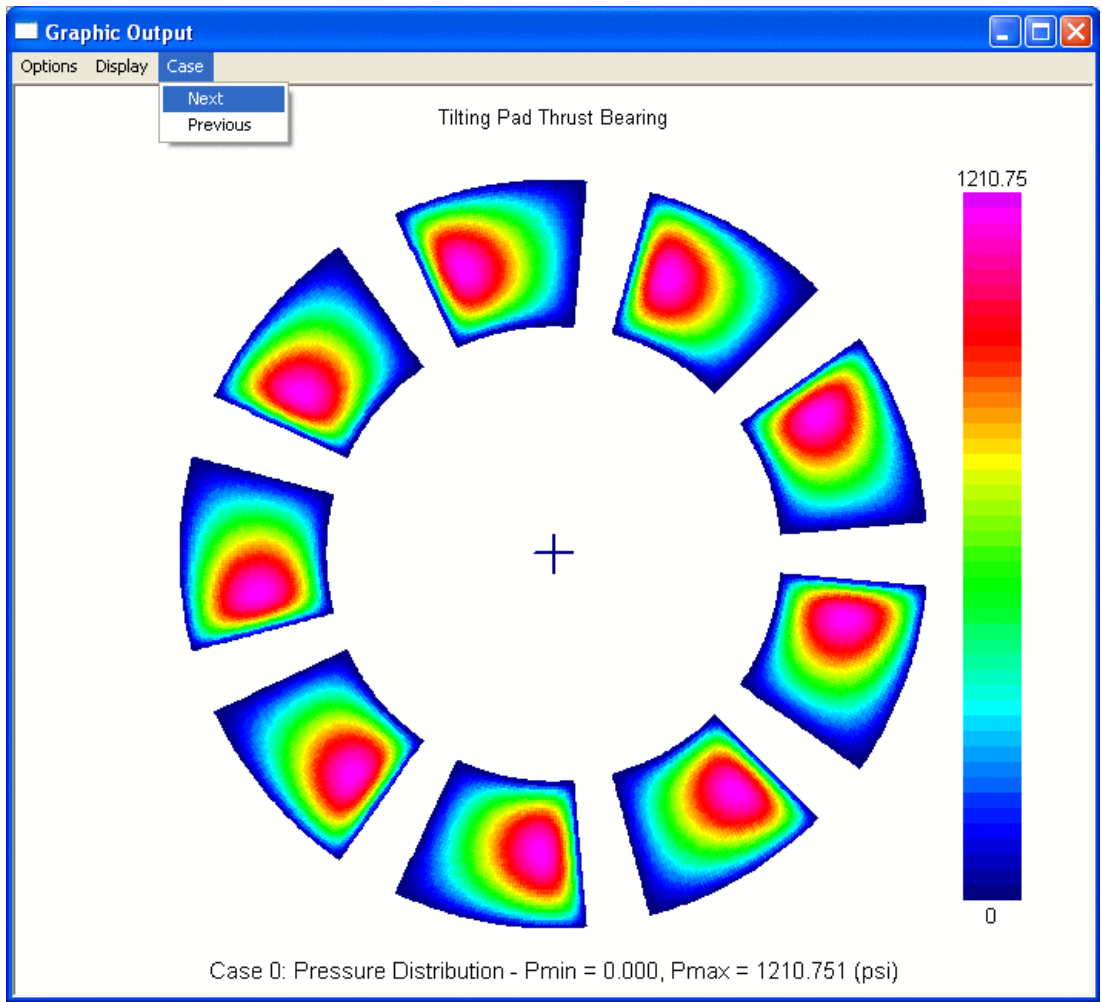 Graphic Output
Options Display Case
Next
Previous
Tilting Pad Thrust Bearing
1210.75
0
Case 0: Pressure Distribution - Pmin = 0.000, Pmax = 1210.751 (psi)